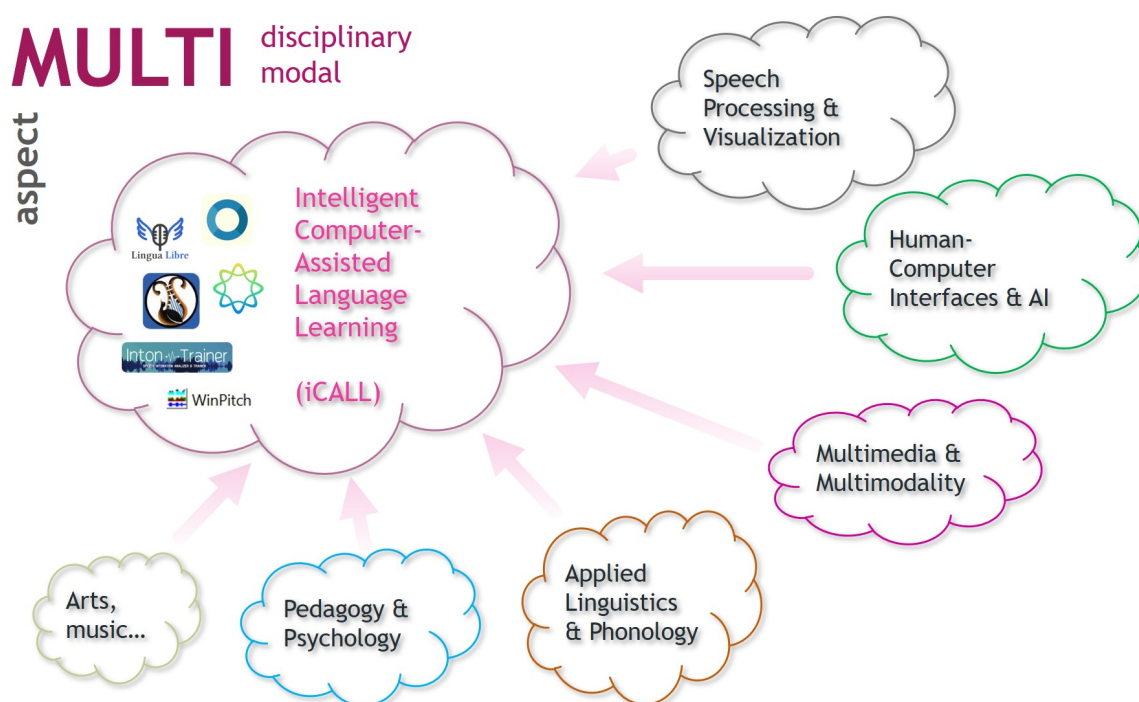 MULTI disciplinary
modal
aspect
Speech
Processing &
Visualization
Intelligent
Computer-
Assisted
Language
Learning
(iCALL)
Lingua Libre
Inton Trainer
WinPitch
Human-
Computer
Interfaces & AI
Multimedia &
Multimodality
Applied
Linguistics
& Phonology
Pedagogy &
Psychology
Arts,
music…